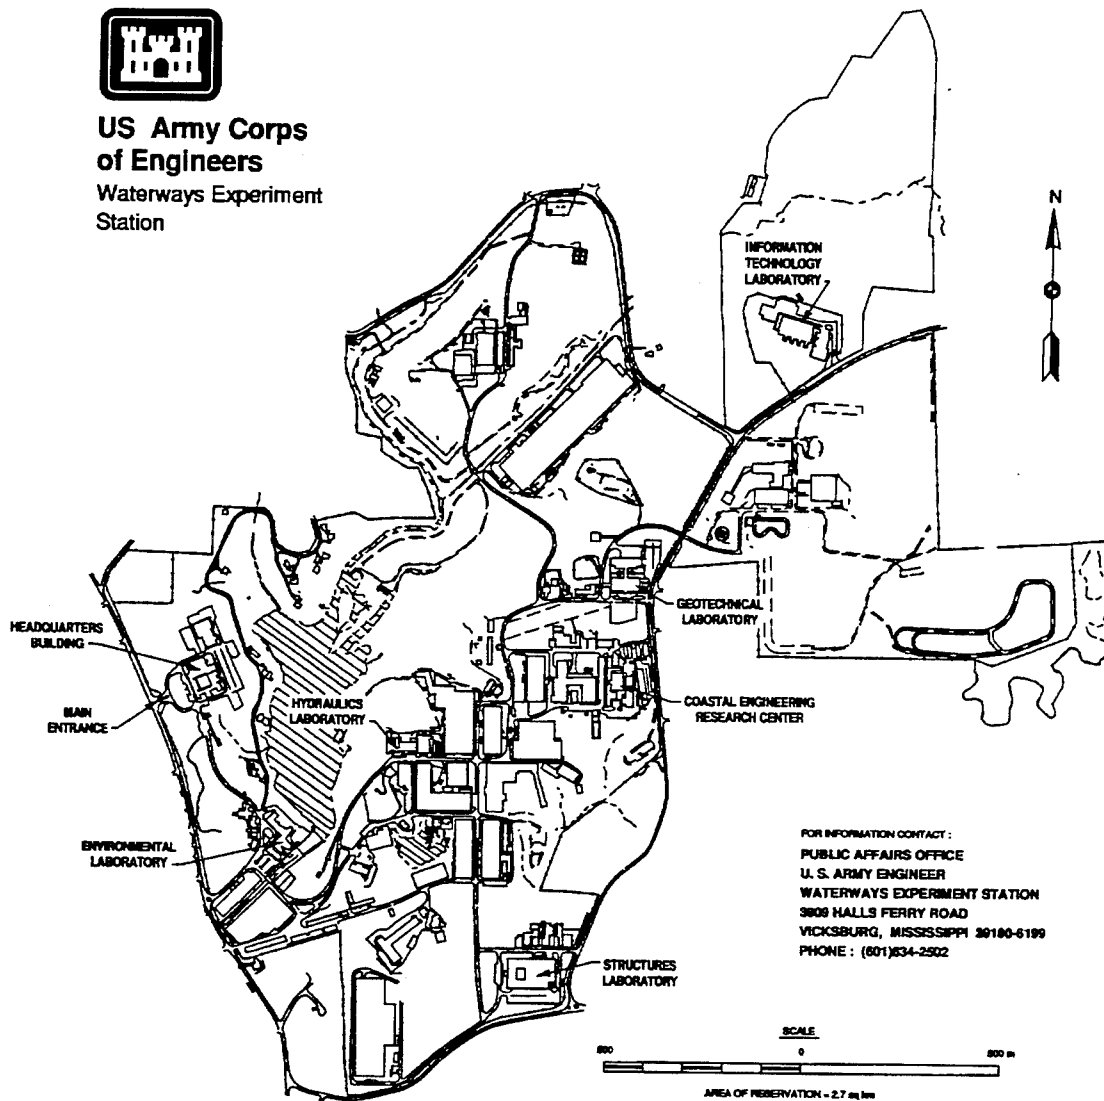 US Army Corps
of Engineers
Waterways Experiment
Station
N
INFORMATION
TECHNOLOGY
LABORATORY
GEOTECHNICAL
LABORATORY
HEADQUARTERS
BUILDING
MAIN
ENTRANCE
HYDRAULICS
LABORATORY
COASTAL ENGINEERING
RESEARCH CENTER
ENVIRONMENTAL
LABORATORY
STRUCTURES
LABORATORY
FOR INFORMATION CONTACT :
PUBLIC AFFAIRS OFFICE
U. S. ARMY ENGINEER
WATERWAYS EXPERIMENT STATION
3909 HALLS FERRY ROAD
VICKSBURG, MISSISSIPPI 39180-6199
PHONE : (601)634-2502
SCALE
0
AREA OF RESERVATION = 2.7 sq km